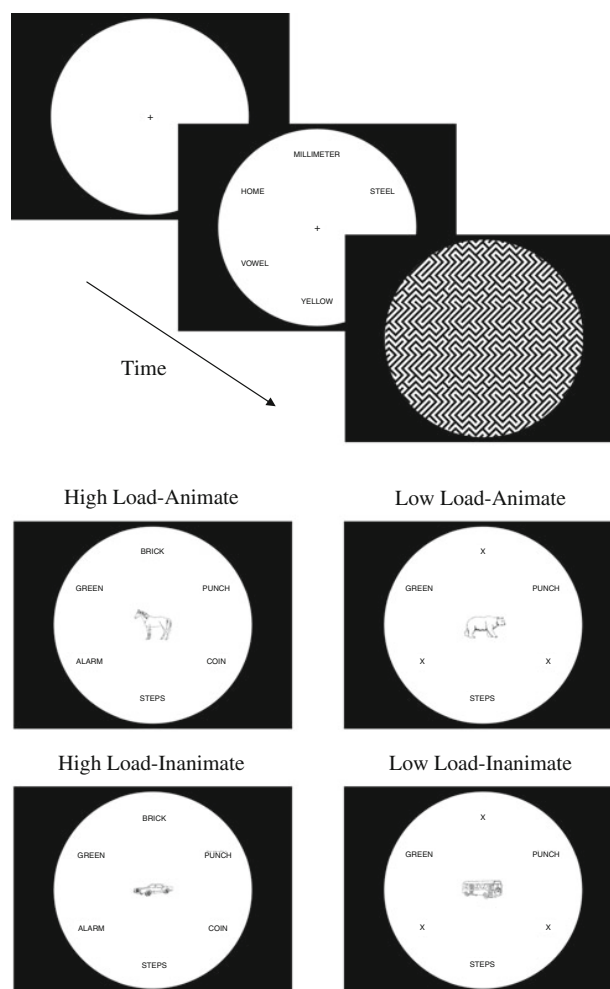 +
MILLIMETER
HOME STEEL
+
VOWEL
YELLOW
Time
High Load-Animate Low Load-Animate
BRICK X
GREEN PUNCH GREEN PUNCH
ALARM COIN X X
STEPS STEPS
High Load-Inanimate Low Load-Inanimate
BRICK X
GREEN PUNCH GREEN PUNCH
ALARM COIN X X
STEPS STEPS